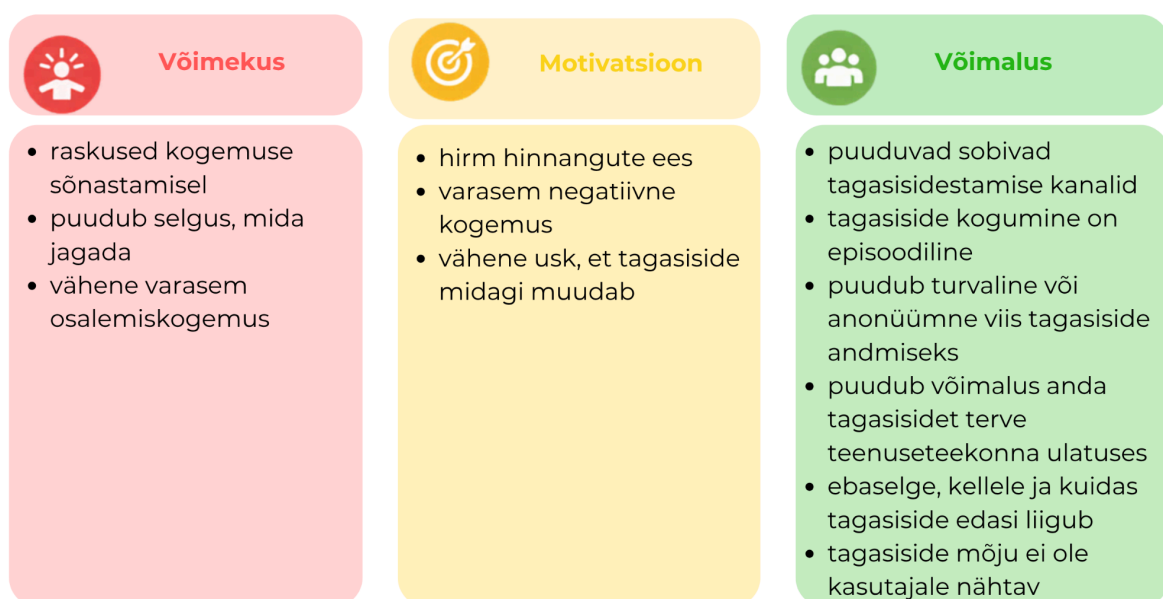 Võimekus
• raskused kogemuse
sõnastamisel
• puudub selgus, mida
jagada
• vähene varasem
osalemiskogemus
Motivatsioon
• hirm hinnangute ees
• varasem negatiivne
kogemus
• vähene usk, et tagasiside
midagi muudab
Võimalus
• puuduvad sobivad
tagasisidestamise kanalid
• tagasiside kogumine on
episoodiline
• puudub turvaline või
anonüümne viis tagasiside
andmiseks
• puudub võimalus anda
tagasisidet terve
teenuseteekonna ulatuses
• ebaselge, kellele ja kuidas
tagasiside edasi liigub
• tagasiside mõju ei ole
kasutajale nähtav